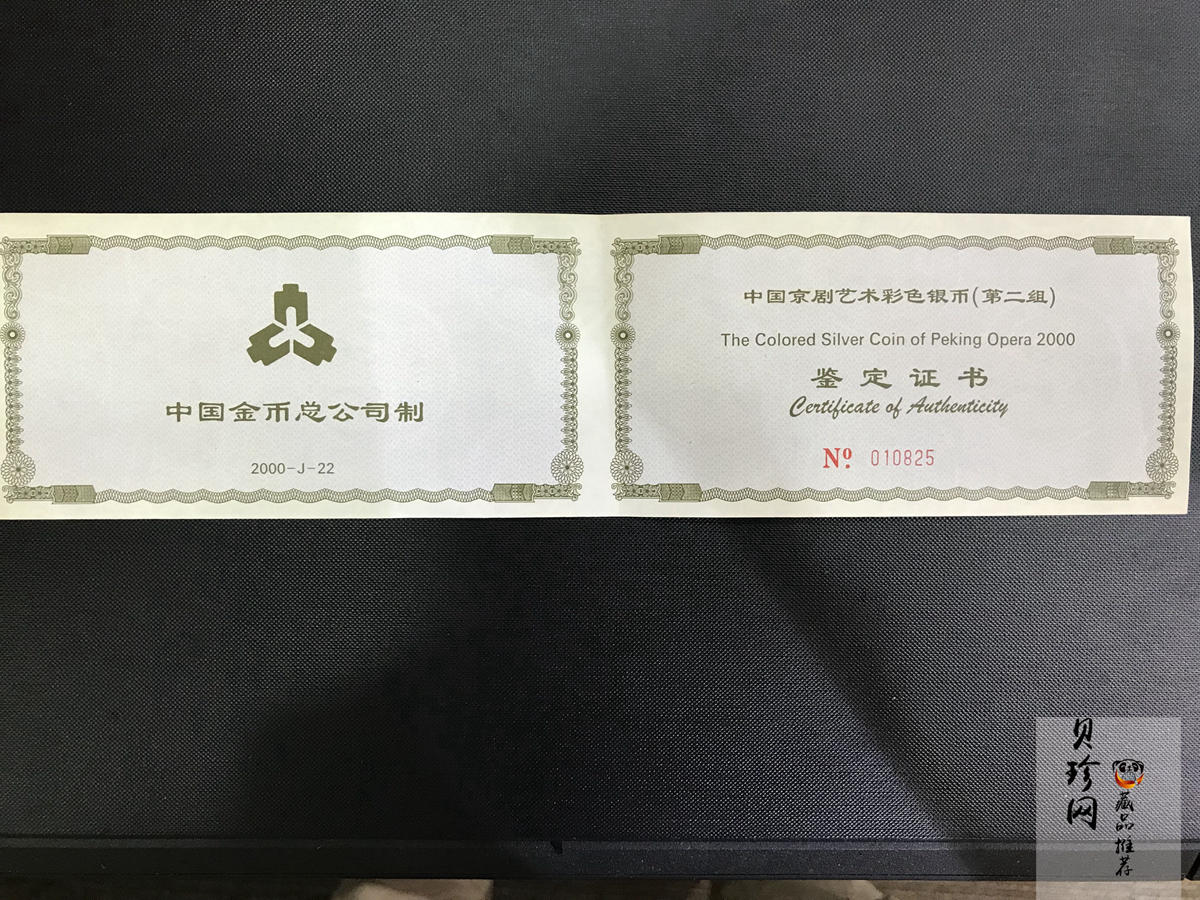 中国金币总公司制
2000-J-22
中国京剧艺术彩色银币(第二组)
The Colored Silver Coin of Peking Opera 2000
鉴定证书
Certificate of Authenticity
Nº. 010825
贝珍网
藏品推荐